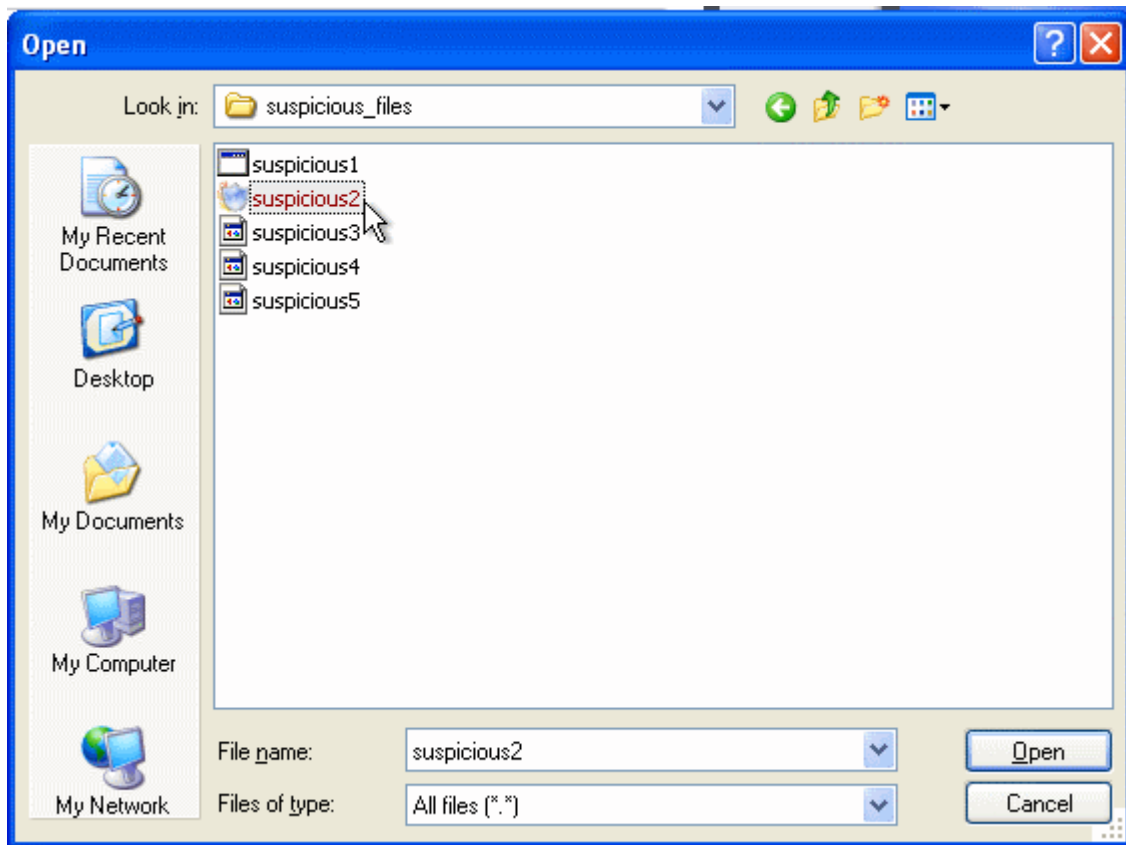 Open
Look in: suspicious_files
suspicious1
suspicious2
suspicious3
suspicious4
suspicious5
My Recent
Documents
Desktop
My Documents
My Computer
My Network
File name: suspicious2 Open
Files of type: All files (*.*) Cancel